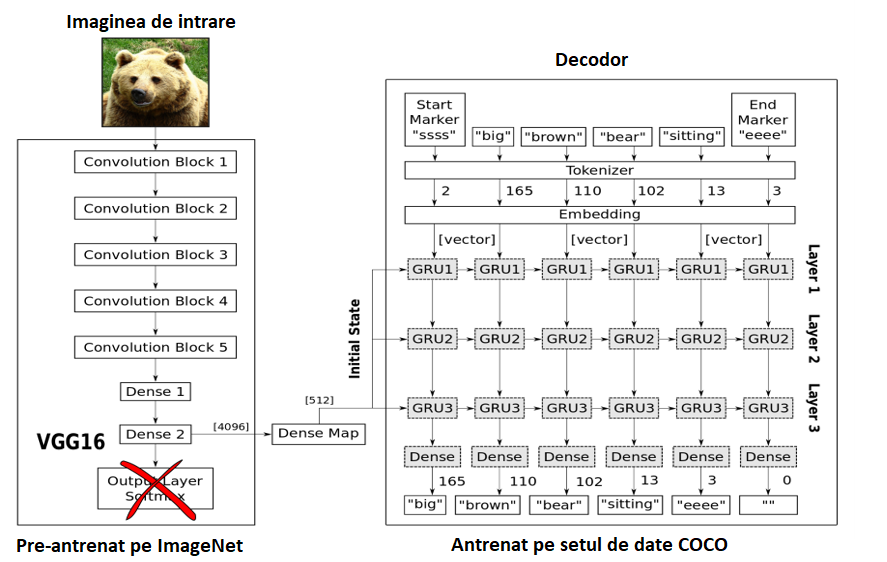 Imaginea de intrare
Convolution Block 1
Convolution Block 2
Convolution Block 3
Convolution Block 4
Convolution Block 5
Dense 1
Dense 2
VGG16
Output Layer
Softmax
Pre-antrenat pe ImageNet
[4096]
Dense Map
[512]
Initial State
Decodor
Start
Marker
"ssss"
"big"
"brown"
"bear"
"sitting"
End
Marker
"eeee"
Tokenizer
2 165 110 102 13 3
Embedding
[vector] [vector] [vector]
GRU1 GRU1 GRU1 GRU1 GRU1 GRU1
Layer 1
GRU2 GRU2 GRU2 GRU2 GRU2 GRU2
Layer 2
GRU3 GRU3 GRU3 GRU3 GRU3 GRU3
Layer 3
Dense Dense Dense Dense Dense Dense
165 110 102 13 3 0
"big" "brown" "bear" "sitting" "eeee" ""
Antrenat pe setul de date COCO